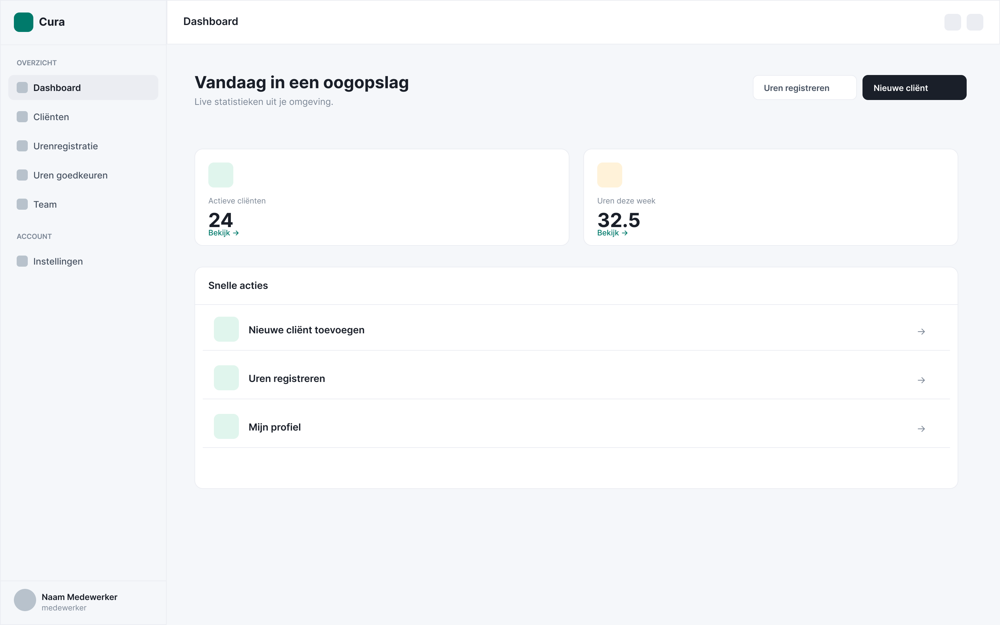 Cura
OVERZICHT
Dashboard
Cliënten
Urenregistratie
Uren goedkeuren
Team
ACCOUNT
Instellingen
Naam Medewerker
medewerker
Dashboard
Vandaag in een oogopslag
Live statistieken uit je omgeving.
Uren registreren
Nieuwe cliënt
Actieve cliënten
24
Bekijk →
Uren deze week
32.5
Bekijk →
Snelle acties
Nieuwe cliënt toevoegen →
Uren registreren →
Mijn profiel →